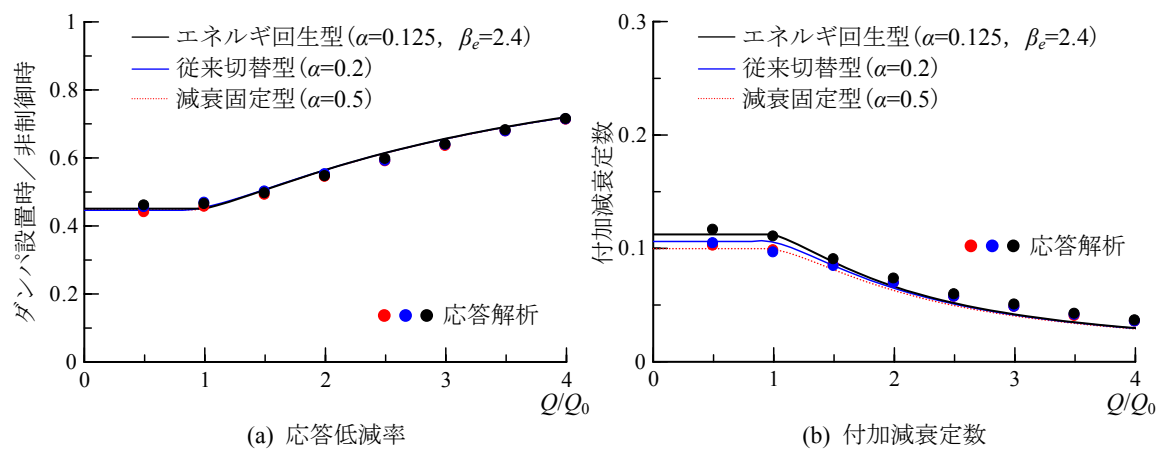 ダンパ設置時／非制御時
1
0.8
0.6
0.4
0.2
0
エネルギ回生型(α=0.125, βe=2.4)
従来切替型(α=0.2)
減衰固定型(α=0.5)
応答解析
0 1 2 3 4
Q/Q0
(a) 応答低減率
付加減衰定数
0.3
0.2
0.1
0
エネルギ回生型(α=0.125, βe=2.4)
従来切替型(α=0.2)
減衰固定型(α=0.5)
応答解析
0 1 2 3 4
Q/Q0
(b) 付加減衰定数